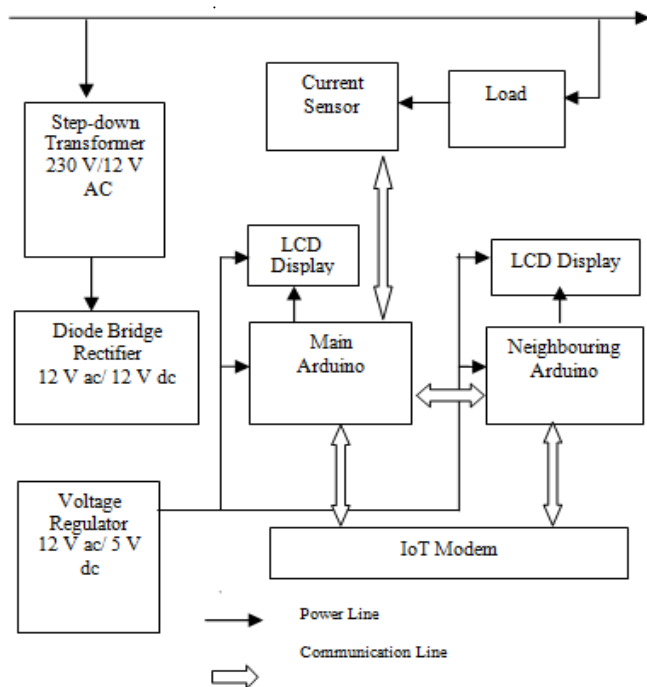 Step-down
Transformer
230 V/12 V
AC
Current
Sensor
Load
LCD
Display
LCD Display
Diode Bridge
Rectifier
12 V ac/ 12 V dc
Main
Arduino
Neighbouring
Arduino
Voltage
Regulator
12 V ac/ 5 V
dc
IoT Modem
Power Line
Communication Line